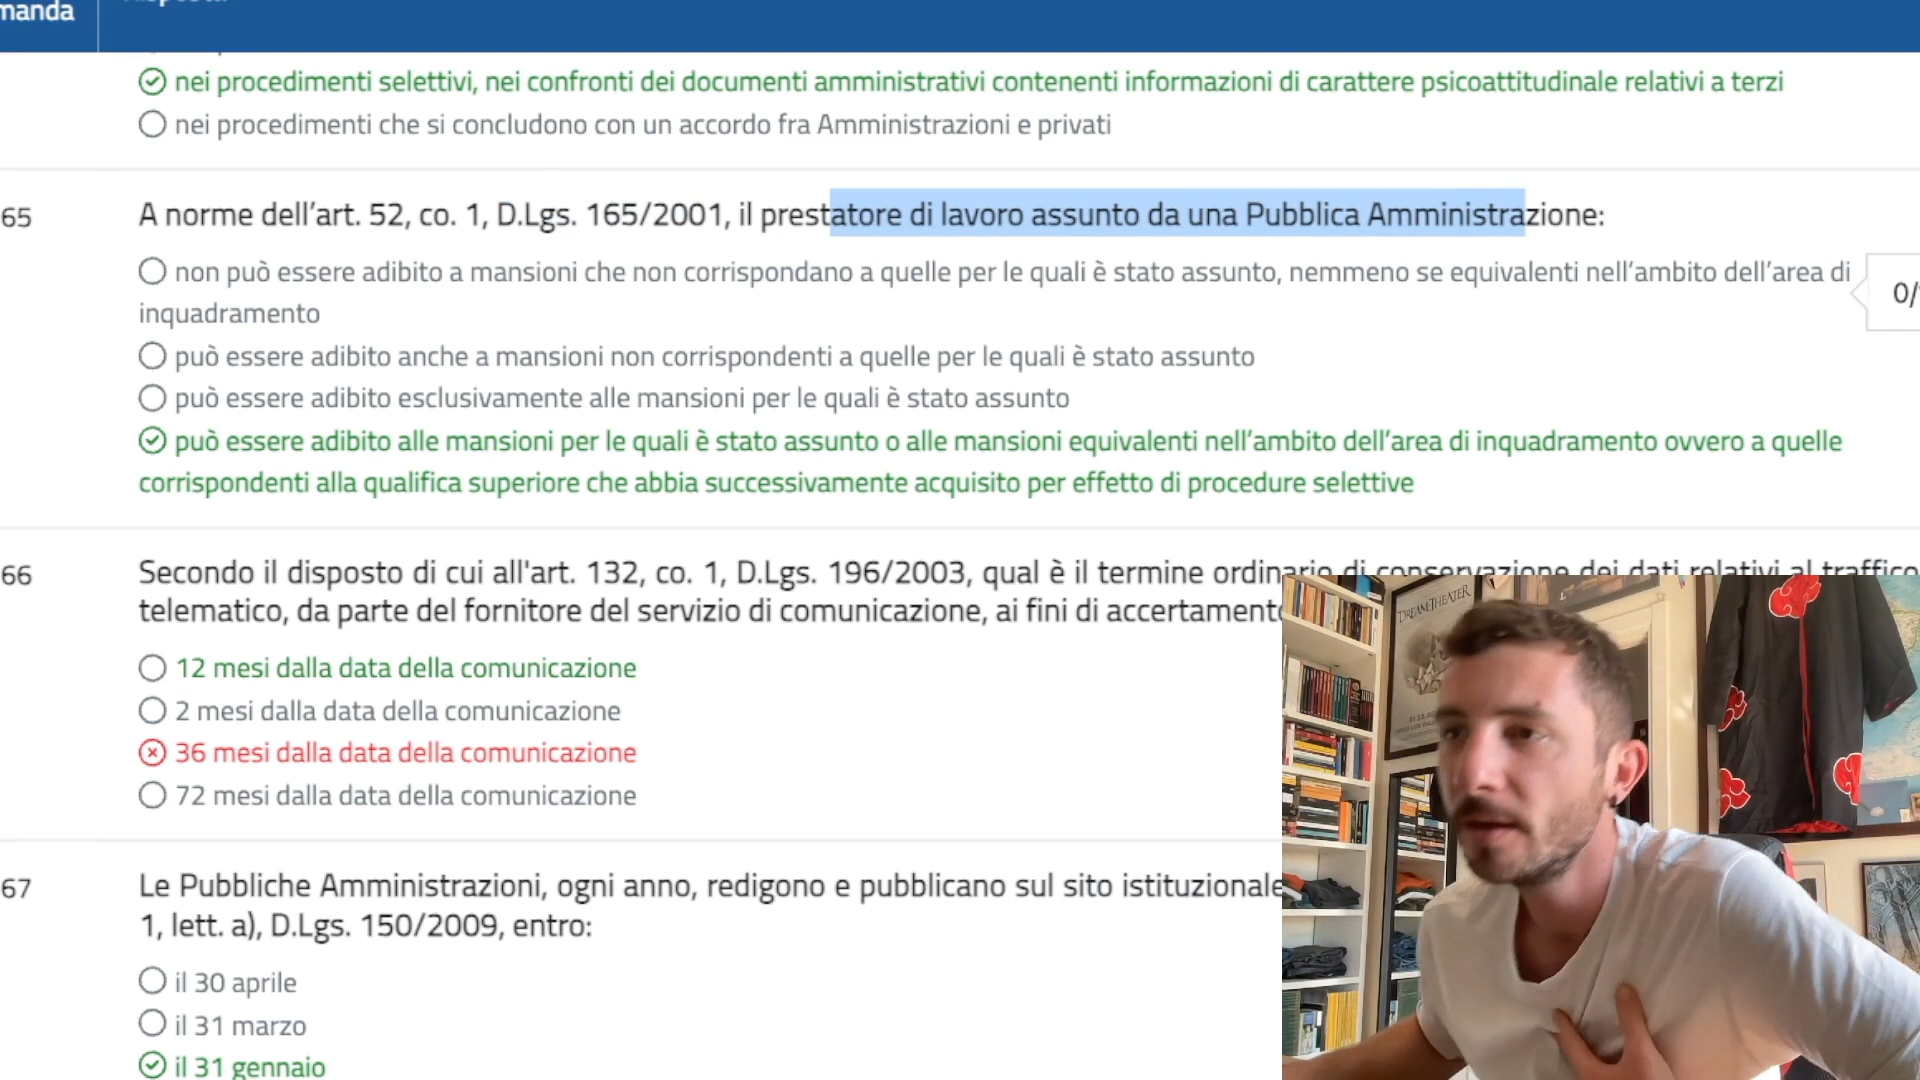 manda
nei procedimenti selettivi, nei confronti dei documenti amministrativi contenenti informazioni di carattere psicoattitudinale relativi a terzi
nei procedimenti che si concludono con un accordo fra Amministrazioni e privati
65
A norme dell’art. 52, co. 1, D.Lgs. 165/2001, il prestatore di lavoro assunto da una Pubblica Amministrazione:
non può essere adibito a mansioni che non corrispondano a quelle per le quali è stato assunto, nemmeno se equivalenti nell’ambito dell’area di
inquadramento
0/
può essere adibito anche a mansioni non corrispondenti a quelle per le quali è stato assunto
può essere adibito esclusivamente alle mansioni per le quali è stato assunto
può essere adibito alle mansioni per le quali è stato assunto o alle mansioni equivalenti nell’ambito dell’area di inquadramento ovvero a quelle
corrispondenti alla qualifica superiore che abbia successivamente acquisito per effetto di procedure selettive
66
Secondo il disposto di cui all'art. 132, co. 1, D.Lgs. 196/2003, qual è il termine ordinario di conservazione dei dati relativi al traffico
telematico, da parte del fornitore del servizio di comunicazione, ai fini di accertamento
12 mesi dalla data della comunicazione
2 mesi dalla data della comunicazione
36 mesi dalla data della comunicazione
72 mesi dalla data della comunicazione
67
Le Pubbliche Amministrazioni, ogni anno, redigono e pubblicano sul sito istituzionale
1, lett. a), D.Lgs. 150/2009, entro:
il 30 aprile
il 31 marzo
il 31 gennaio
DREAM THEATER